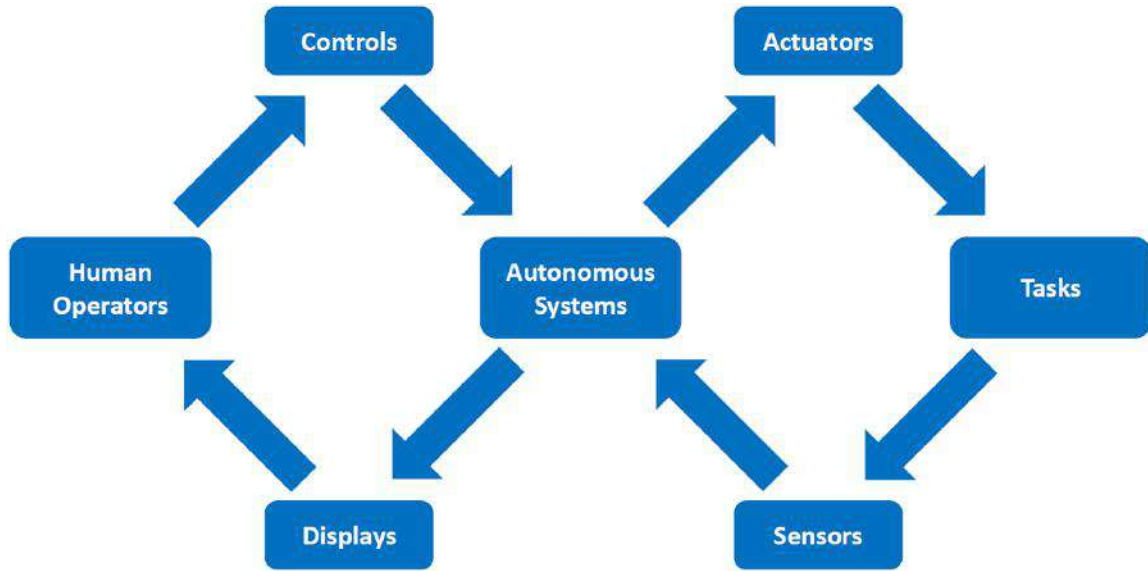 Controls
Actuators
Human
Operators
Autonomous
Systems
Tasks
Displays
Sensors